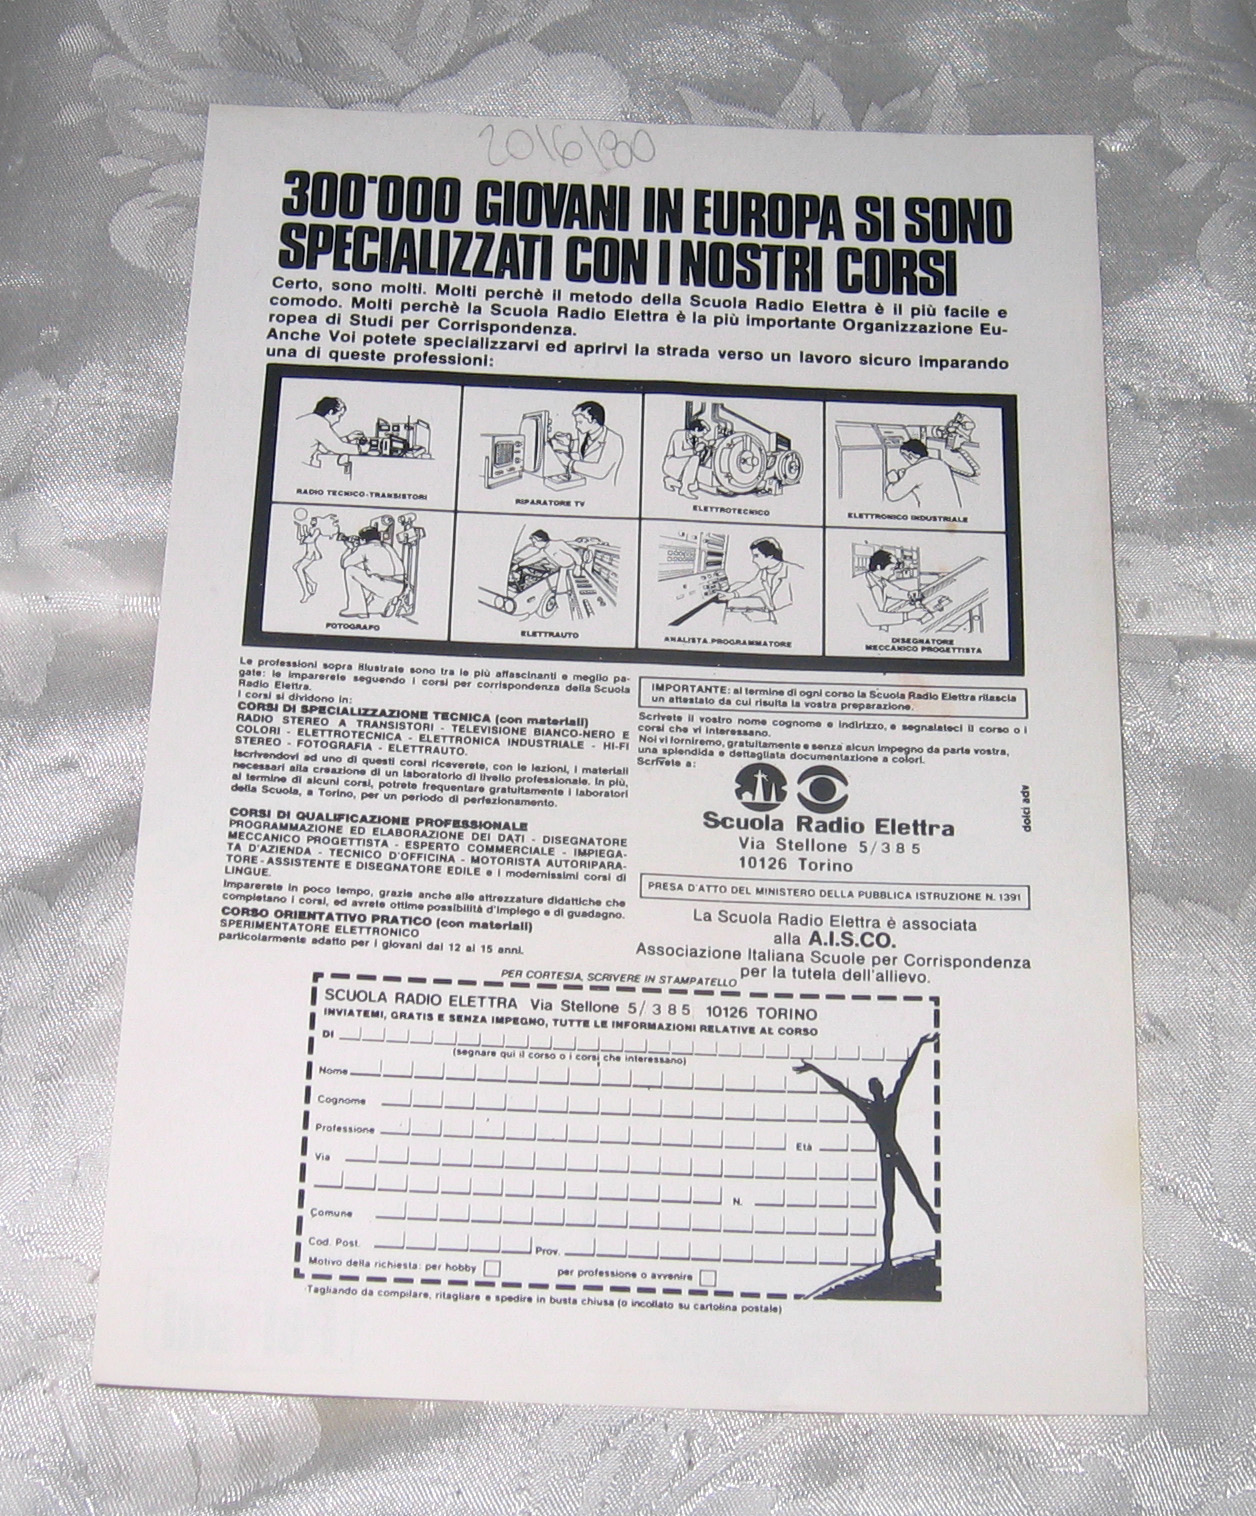 20/6/80
300.000 GIOVANI IN EUROPA SI SONO
SPECIALIZZATI CON I NOSTRI CORSI
Certo, sono molti. Molti perchè il metodo della Scuola Radio Elettra è il più facile e
comodo. Molti perchè la Scuola Radio Elettra è la più importante Organizzazione Eu-
ropea di Studi per Corrispondenza.
Anche Voi potete specializzarvi ed aprirvi la strada verso un lavoro sicuro imparando
una di queste professioni:
RADIO TECNICO-TRANSISTORI
RIPARATORE TV
ELETTROTECNICO
ELETTRONICO INDUSTRIALE
FOTOGRAFO
ELETTRAUTO
ANALISTA PROGRAMMATORE
DISEGNATORE
MECCANICO PROGETTISTA
Le professioni sopra illustrate sono tra le più affascinanti e meglio pa-
gate: le imparerete seguendo i corsi per corrispondenza della Scuola
Radio Elettra.
I corsi si dividono in:
CORSI DI SPECIALIZZAZIONE TECNICA (con materiali)
RADIO STEREO A TRANSISTORI - TELEVISIONE BIANCO-NERO E
COLORI - ELETTROTECNICA - ELETTRONICA INDUSTRIALE - HI-FI
STEREO - FOTOGRAFIA - ELETTRAUTO.
Iscrivendovi ad uno di questi corsi riceverete, con le lezioni, i materiali
necessari alla creazione di un laboratorio di livello professionale. In più,
al termine di alcuni corsi, potrete frequentare gratuitamente i laboratori
della Scuola, a Torino, per un periodo di perfezionamento.
CORSI DI QUALIFICAZIONE PROFESSIONALE
PROGRAMMAZIONE ED ELABORAZIONE DEI DATI - DISEGNATORE
MECCANICO PROGETTISTA - ESPERTO COMMERCIALE - IMPIEGA-
TA D'AZIENDA - TECNICO D'OFFICINA - MOTORISTA AUTORIPARA-
TORE - ASSISTENTE E DISEGNATORE EDILE e i modernissimi corsi di
LINGUE.
Imparerete in poco tempo, grazie anche alle attrezzature didattiche che
completano i corsi, ed avrete ottime possibilità d'impiego e di guadagno.
CORSO ORIENTATIVO PRATICO (con materiali)
SPERIMENTATORE ELETTRONICO
particolarmente adatto per i giovani dai 12 ai 15 anni.
IMPORTANTE: al termine di ogni corso la Scuola Radio Elettra rilascia
un attestato da cui risulta la vostra preparazione.
Scrivete il vostro nome cognome e indirizzo, e segnalateci il corso o i
corsi che vi interessano.
Noi vi forniremo, gratuitamente e senza alcun impegno da parte vostra,
una splendida e dettagliata documentazione a colori.
Scrivete a:
Scuola Radio Elettra
Via Stellone 5/385
10126 Torino
dolci adv
PRESA D'ATTO DEL MINISTERO DELLA PUBBLICA ISTRUZIONE N. 1391
La Scuola Radio Elettra è associata
alla A.I.S.CO.
Associazione Italiana Scuole per Corrispondenza
per la tutela dell'allievo.
PER CORTESIA, SCRIVERE IN STAMPATELLO
SCUOLA RADIO ELETTRA Via Stellone 5/385 10126 TORINO
INVIATEMI, GRATIS E SENZA IMPEGNO, TUTTE LE INFORMAZIONI RELATIVE AL CORSO
DI
(segnare qui il corso o i corsi che interessano)
Nome
Cognome
Professione Età
Via
N.
Comune
Cod. Post. Prov.
Motivo della richiesta: per hobby per professione o avvenire
Tagliando da compilare, ritagliare e spedire in busta chiusa (o incollato su cartolina postale)